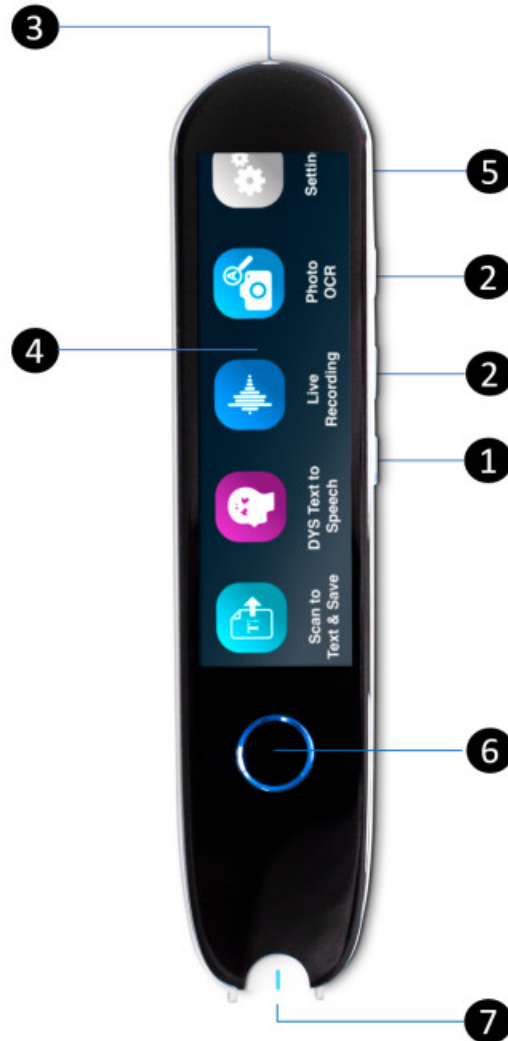 3
Settin
5
Photo
OCR
2
4
Live
Recording
2
1
DYS Text to
Speech
Scan to
Text & Save
6
7